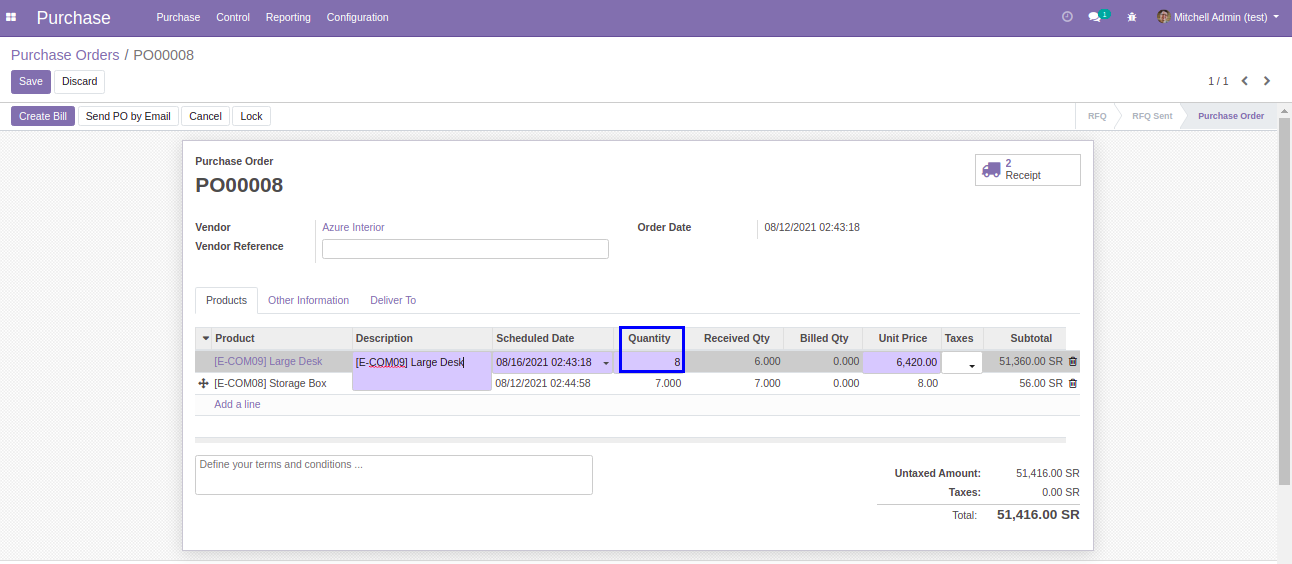 Purchase Purchase Control Reporting Configuration 1 Mitchell Admin (test)
Purchase Orders / PO00008
Save Discard 1 / 1
Create Bill Send PO by Email Cancel Lock RFQ RFQ Sent Purchase Order
Purchase Order
PO00008
2
Receipt
Vendor Azure Interior Order Date 08/12/2021 02:43:18
Vendor Reference
Products Other Information Deliver To
Product Description Scheduled Date Quantity Received Qty Billed Qty Unit Price Taxes Subtotal
[E-COM09] Large Desk [E-COM09] Large Desk 08/16/2021 02:43:18 8 6.000 0.000 6,420.00 51,360.00 SR
[E-COM08] Storage Box 08/12/2021 02:44:58 7.000 7.000 0.000 8.00 56.00 SR
Add a line
Define your terms and conditions ...
Untaxed Amount: 51,416.00 SR
Taxes: 0.00 SR
Total: 51,416.00 SR